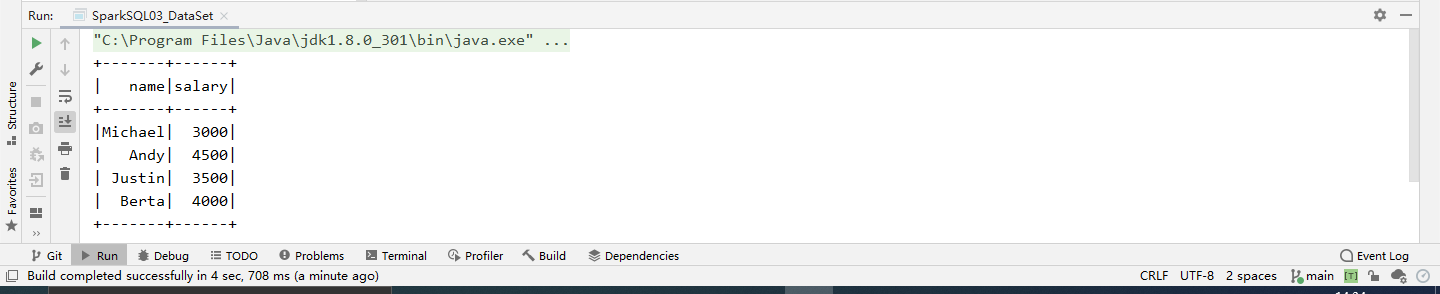 Run: SparkSQL03_DataSet
"C:\Program Files\Java\jdk1.8.0_301\bin\java.exe" ...
+-------+------+
|   name|salary|
+-------+------+
|Michael|  3000|
|   Andy|  4500|
| Justin|  3500|
|  Berta|  4000|
+-------+------+
Structure
Favorites
Git Run Debug TODO Problems Terminal Profiler Build Dependencies Event Log
Build completed successfully in 4 sec, 708 ms (a minute ago) CRLF UTF-8 2 spaces main [T]